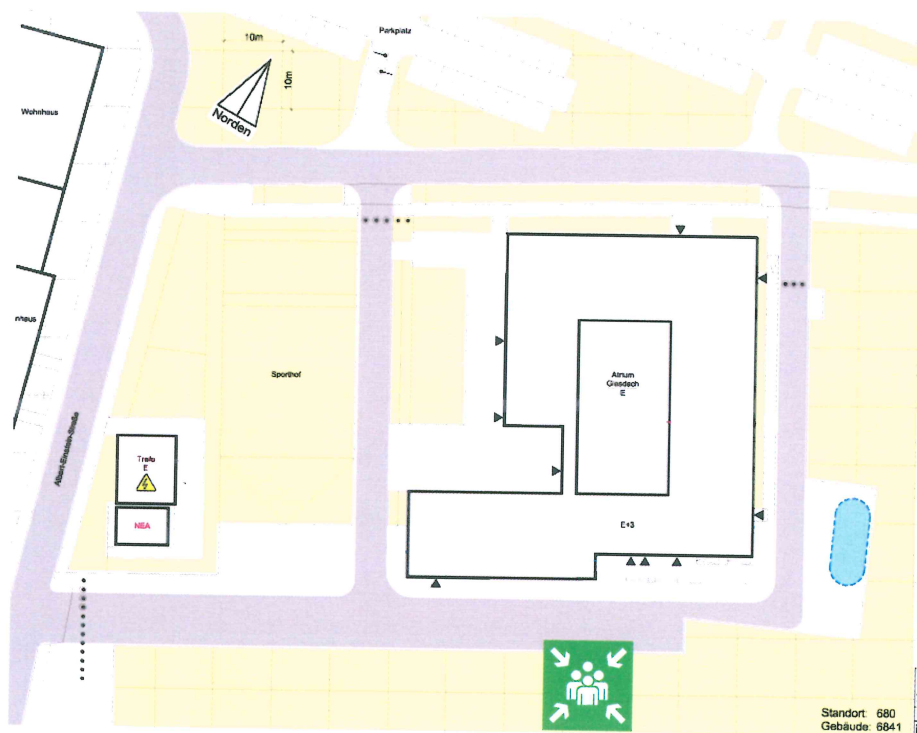 Parkplatz
10m
10m
Norden
Wohnhaus
nhaus
Albert-Einstein-Straße
Sporthof
Trafo
E
NEA
Atrium
Glasdach
E
E+3
Standort: 680
Gebäude: 6841